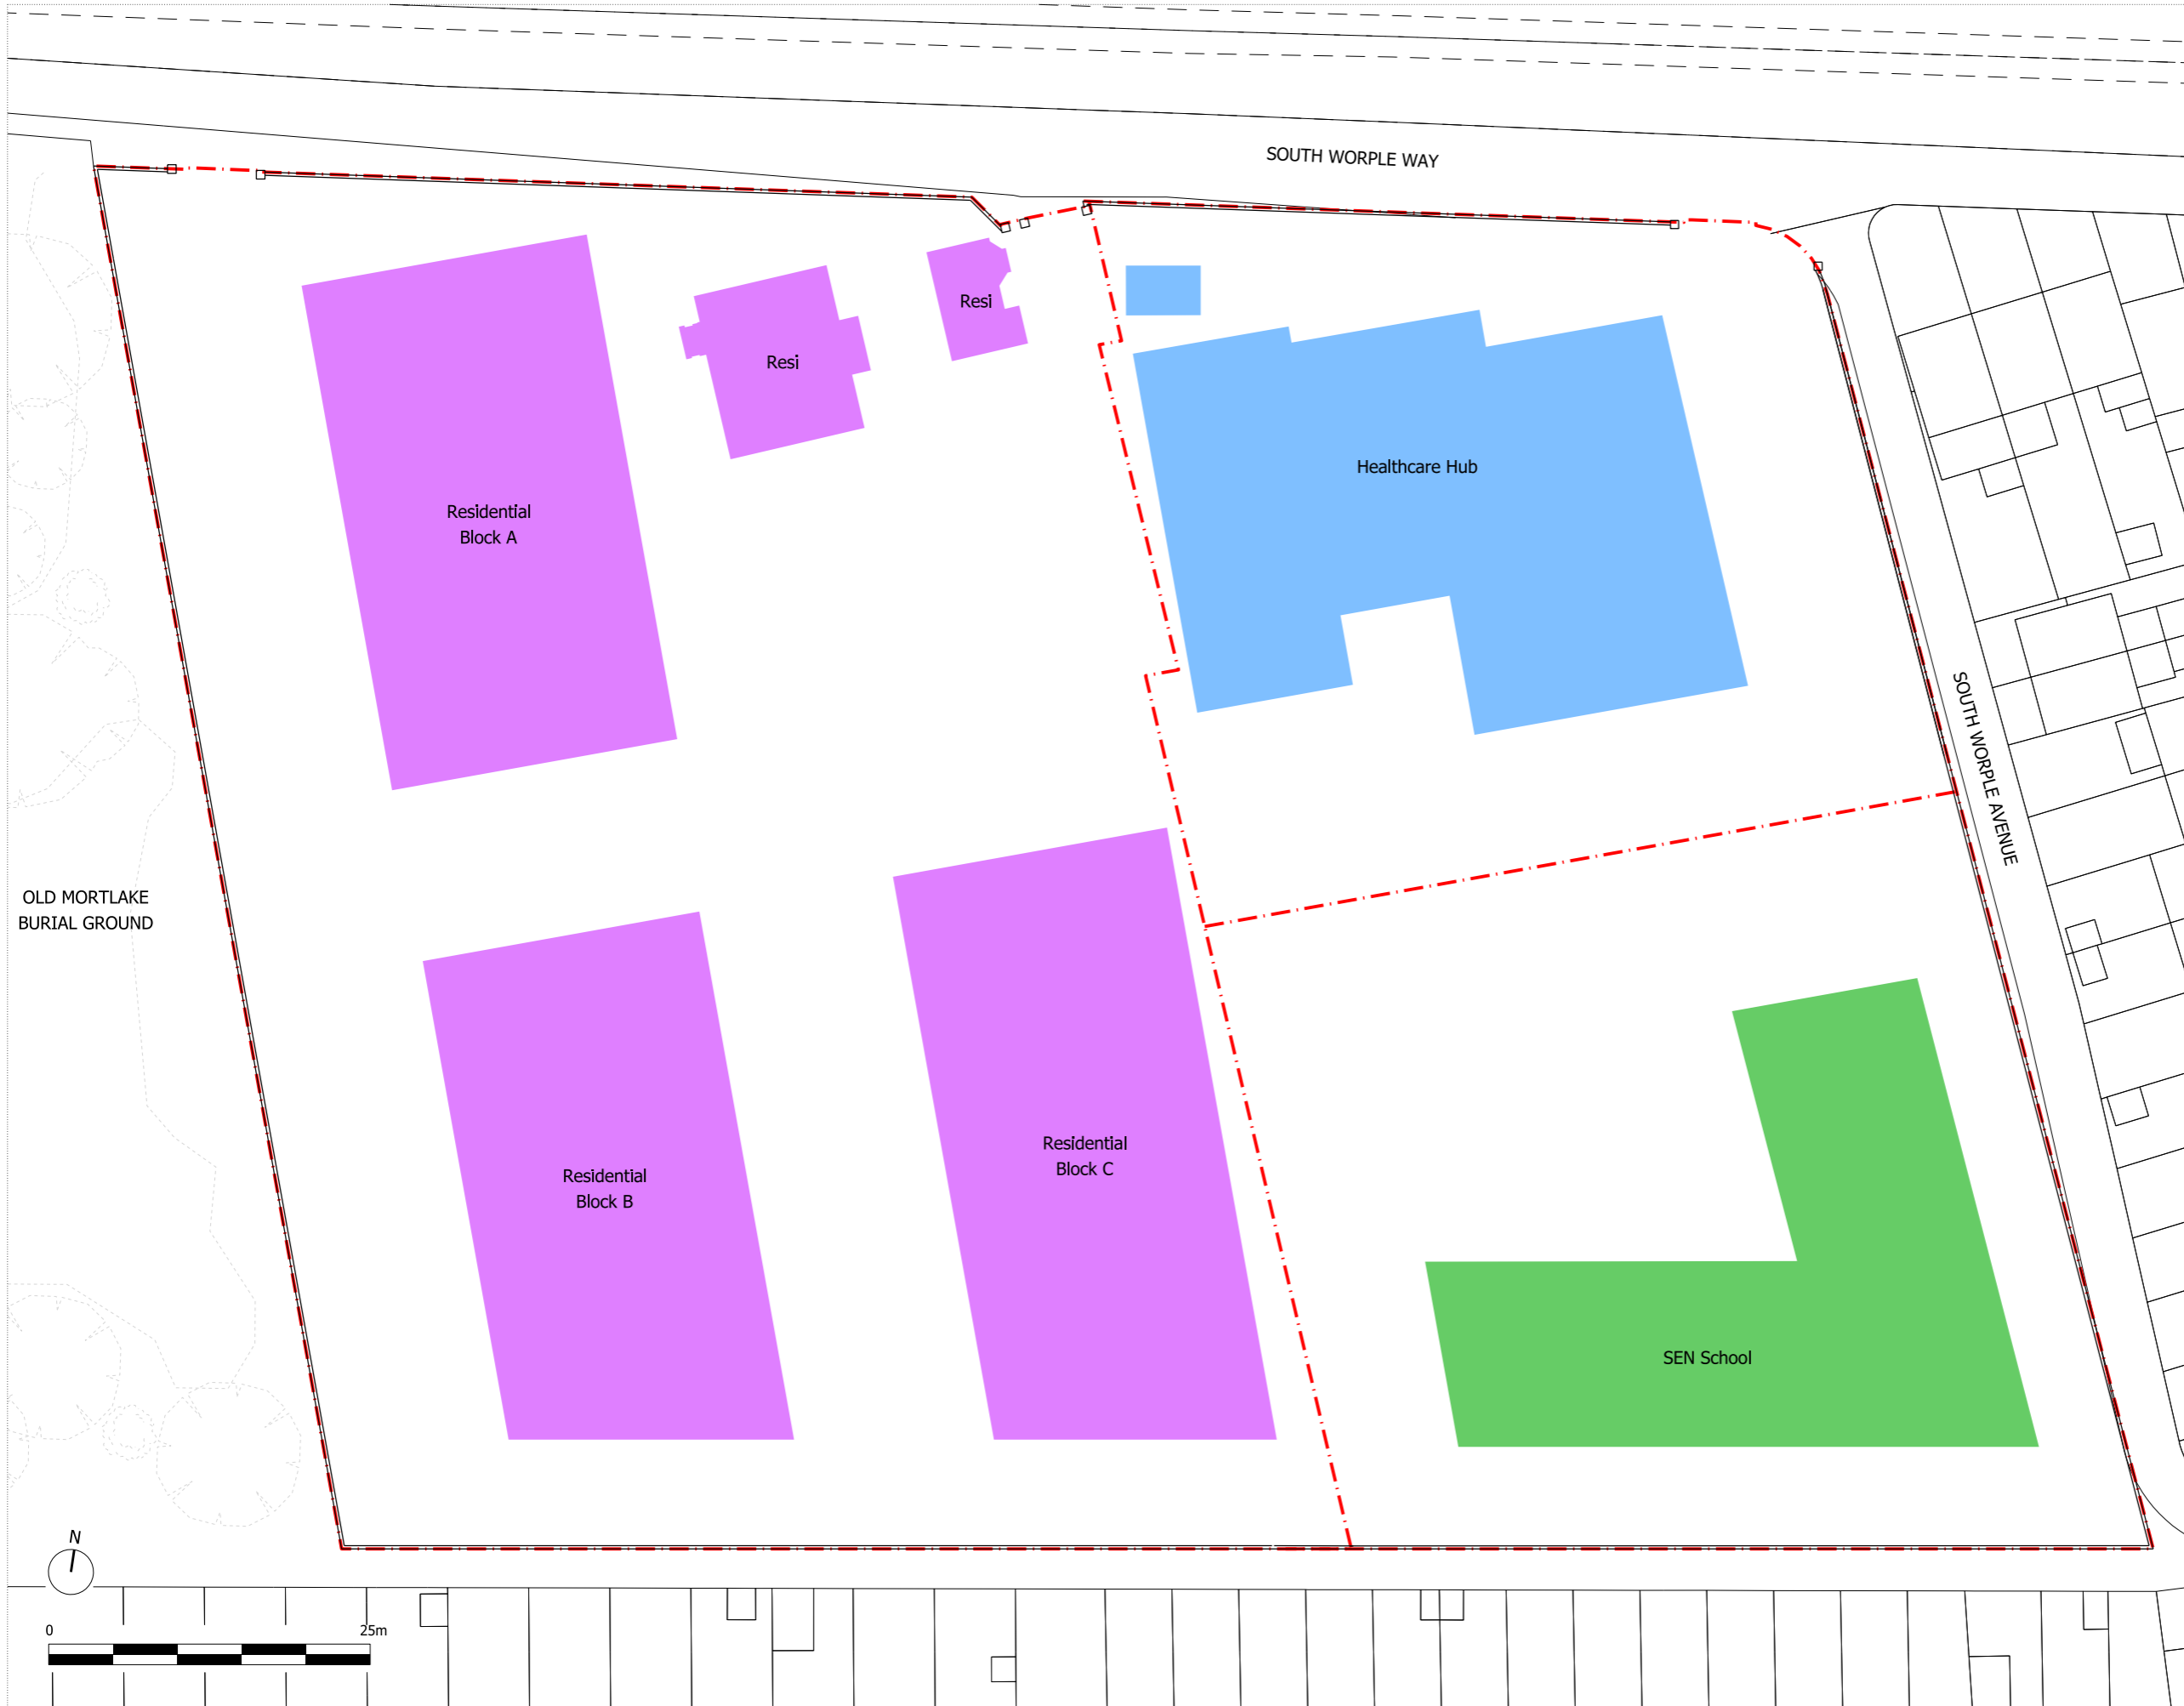 SOUTH WORPLE WAY
Resi
Resi
Healthcare Hub
Residential
Block A
SOUTH WORPLE AVENUE
OLD MORTLAKE
BURIAL GROUND
Residential
Block C
Residential
Block B
SEN School
N
0 25m